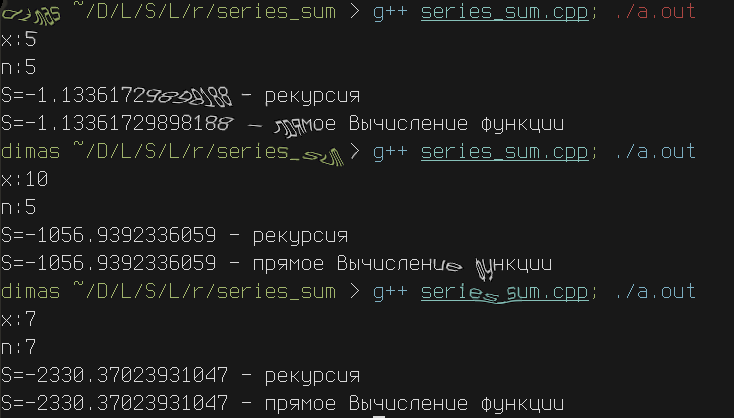 dimas ~/D/L/S/L/r/series_sum > g++ series_sum.cpp; ./a.out
x:5
n:5
S=-1.13361729898188 - рекурсия
S=-1.13361729898188 - прямое Вычисление функции
dimas ~/D/L/S/L/r/series_sum > g++ series_sum.cpp; ./a.out
x:10
n:5
S=-1056.9392336059 - рекурсия
S=-1056.9392336059 - прямое Вычисление функции
dimas ~/D/L/S/L/r/series_sum > g++ series_sum.cpp; ./a.out
x:7
n:7
S=-2330.37023931047 - рекурсия
S=-2330.37023931047 - прямое Вычисление функции